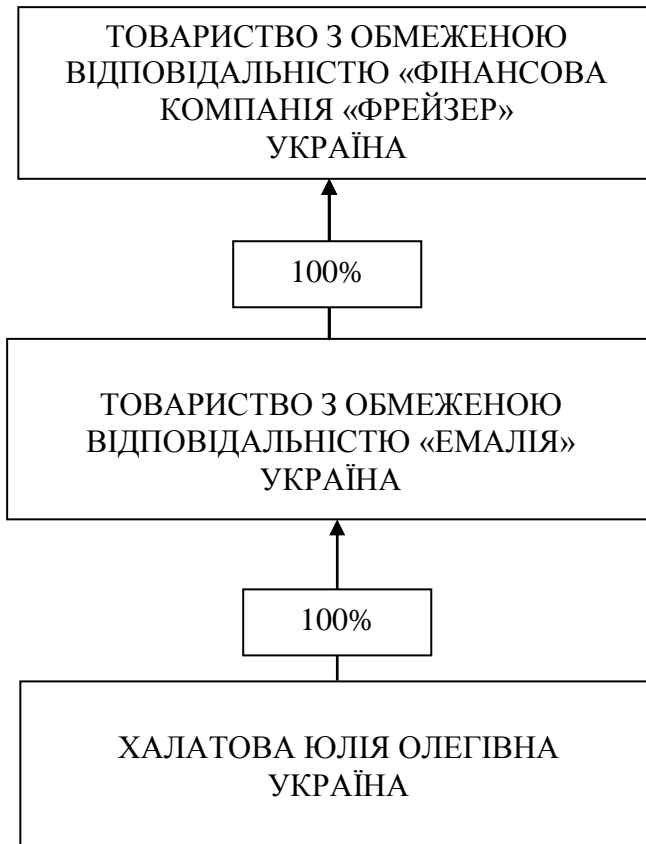 ТОВАРИСТВО З ОБМЕЖЕНОЮ
ВІДПОВІДАЛЬНІСТЮ «ФІНАНСОВА
КОМПАНІЯ «ФРЕЙЗЕР»
УКРАЇНА
100%
ТОВАРИСТВО З ОБМЕЖЕНОЮ
ВІДПОВІДАЛЬНІСТЮ «ЕМАЛІЯ»
УКРАЇНА
100%
ХАЛАТОВА ЮЛІЯ ОЛЕГІВНА
УКРАЇНА